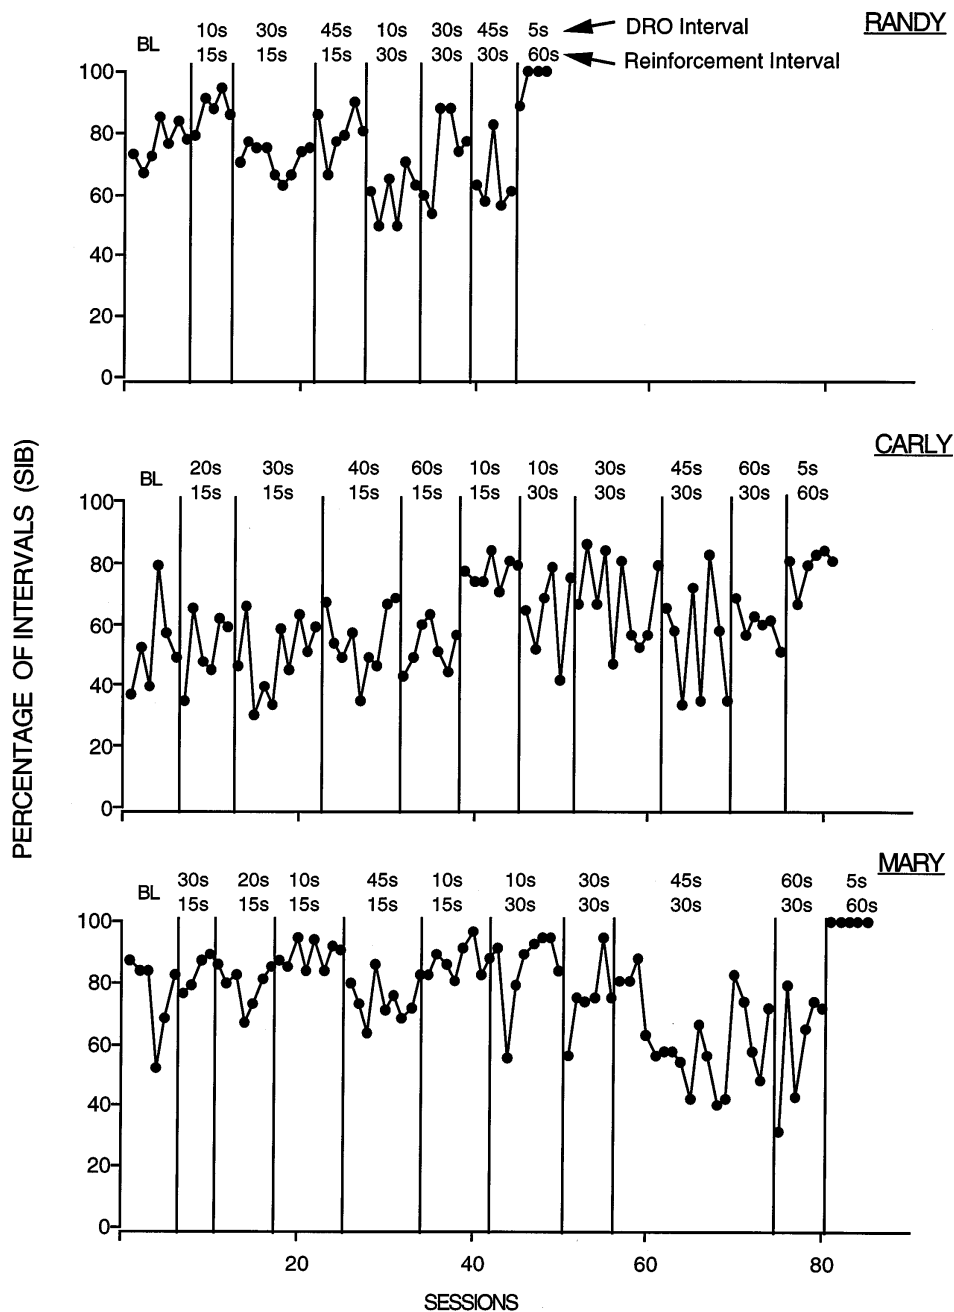 RANDY
BL 10s 30s 45s 10s 30s 45s 5s DRO Interval
15s 15s 15s 30s 30s 30s 60s Reinforcement Interval
100
80
60
40
20
0
CARLY
BL 20s 30s 40s 60s 10s 10s 30s 45s 60s 5s
15s 15s 15s 15s 15s 30s 30s 30s 30s 60s
100
80
60
40
20
0
PERCENTAGE OF INTERVALS (SIB)
MARY
BL 30s 20s 10s 45s 10s 10s 30s 45s 60s 5s
15s 15s 15s 15s 15s 30s 30s 30s 30s 60s
100
80
60
40
20
0
20 40 60 80
SESSIONS